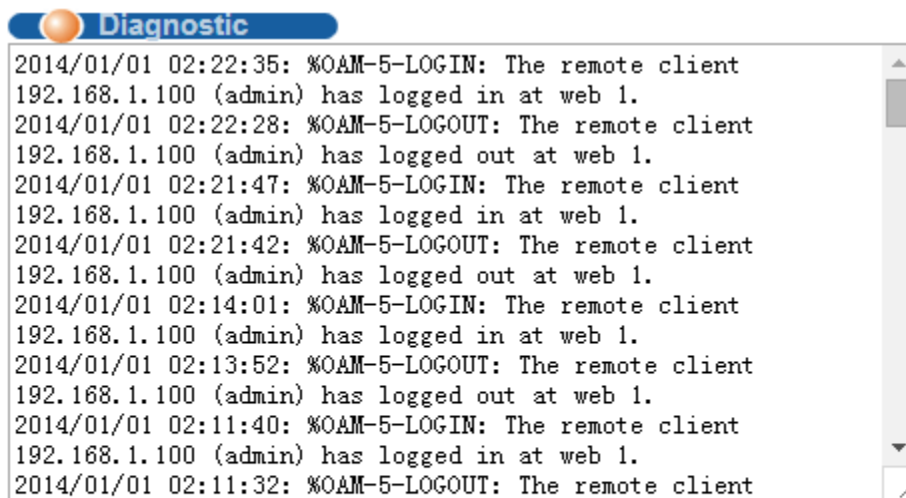 Diagnostic
2014/01/01 02:22:35: %OAM-5-LOGIN: The remote client
192.168.1.100 (admin) has logged in at web 1.
2014/01/01 02:22:28: %OAM-5-LOGOUT: The remote client
192.168.1.100 (admin) has logged out at web 1.
2014/01/01 02:21:47: %OAM-5-LOGIN: The remote client
192.168.1.100 (admin) has logged in at web 1.
2014/01/01 02:21:42: %OAM-5-LOGOUT: The remote client
192.168.1.100 (admin) has logged out at web 1.
2014/01/01 02:14:01: %OAM-5-LOGIN: The remote client
192.168.1.100 (admin) has logged in at web 1.
2014/01/01 02:13:52: %OAM-5-LOGOUT: The remote client
192.168.1.100 (admin) has logged out at web 1.
2014/01/01 02:11:40: %OAM-5-LOGIN: The remote client
192.168.1.100 (admin) has logged in at web 1.
2014/01/01 02:11:32: %OAM-5-LOGOUT: The remote client